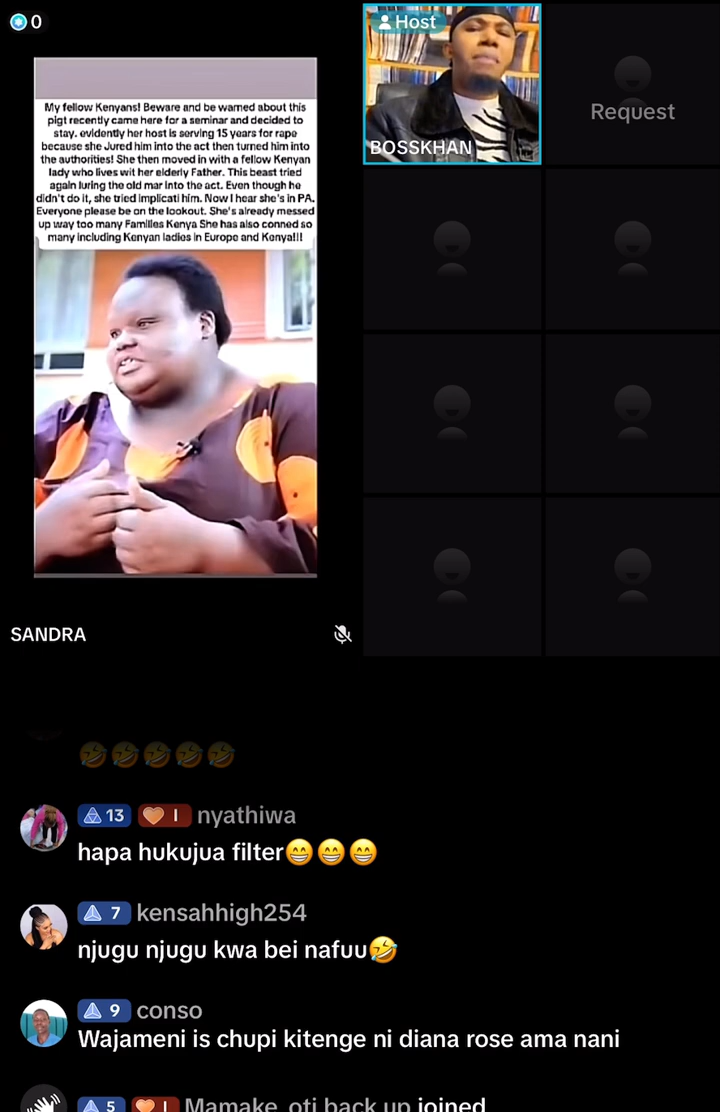 0
My fellow Kenyans! Beware and be warned about this
pigt recently came here for a seminar and decided to
stay. evidently her host is serving 15 years for rape
because she Jured him into the act then turned him into
the authorities! She then moved in with a fellow Kenyan
lady who lives wit her elderly Father. This beast tried
again luring the old mar into the act. Even though he
didn't do it, she tried implicati him. Now I hear she's in PA.
Everyone please be on the lookout. She's already messed
up way too many Families Kenya She has also conned so
many including Kenyan ladies in Europe and Konya!!!
SANDRA
Host
BOSSKHAN
Request
🤣🤣🤣🤣🤣
13 I nyathiwa
hapa hukujua filter😁😁😁
7 kensahhigh254
njugu njugu kwa bei nafuu🤣
9 conso
Wajameni is chupi kitenge ni diana rose ama nani
5 I Mamake oti back up joined